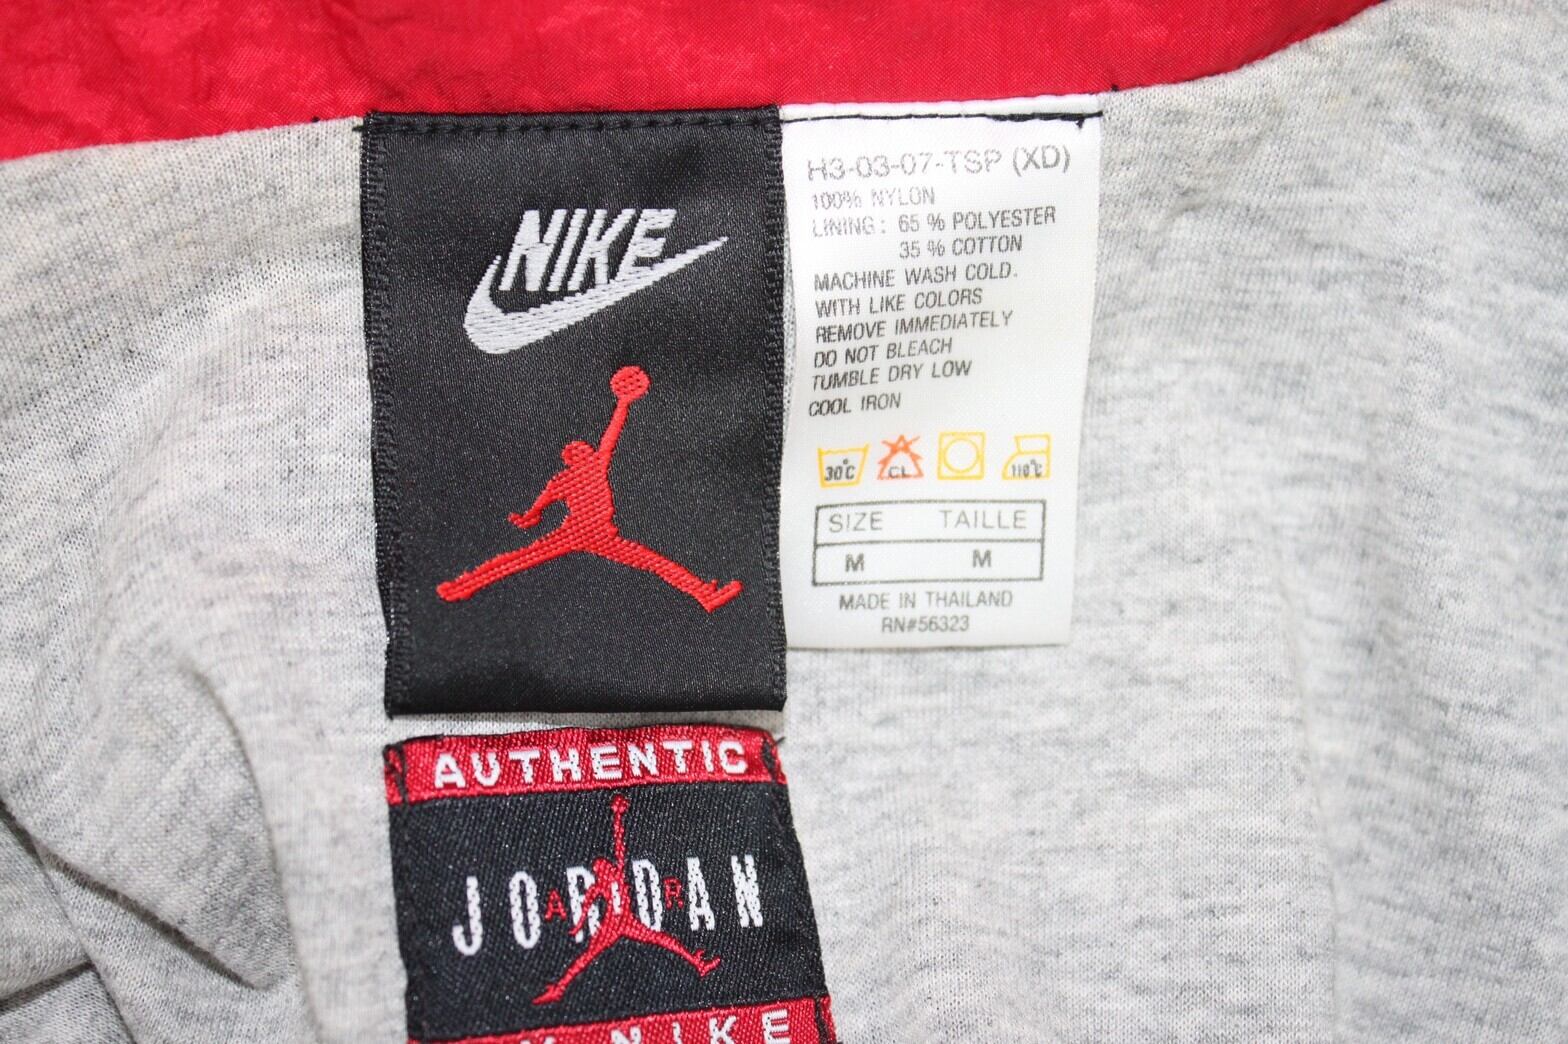 NIKE
H3-03-07-TSP (XD)
100% NYLON
LINING: 65 % POLYESTER
35 % COTTON
MACHINE WASH COLD.
WITH LIKE COLORS
REMOVE IMMEDIATELY
DO NOT BLEACH
TUMBLE DRY LOW
COOL IRON
30°C CL 110°C
SIZE TAILLE
M M
MADE IN THAILAND
RN#56323
AUTHENTIC
JORDAN
AIR
NIKE